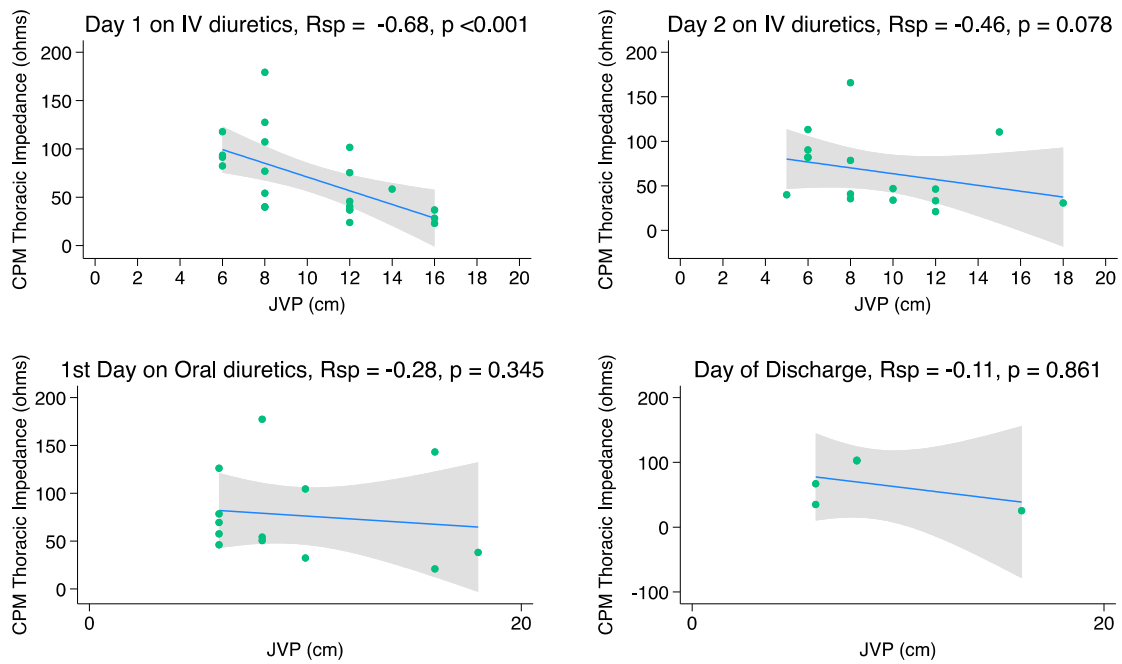 Day 1 on IV diuretics, Rsp = -0.68, p <0.001
CPM Thoracic Impedance (ohms)
200
150
100
50
0
0 2 4 6 8 10 12 14 16 18 20
JVP (cm)
Day 2 on IV diuretics, Rsp = -0.46, p = 0.078
CPM Thoracic Impedance (ohms)
200
150
100
50
0
0 2 4 6 8 10 12 14 16 18 20
JVP (cm)
1st Day on Oral diuretics, Rsp = -0.28, p = 0.345
CPM Thoracic Impedance (ohms)
200
150
100
50
0
0 20
JVP (cm)
Day of Discharge, Rsp = -0.11, p = 0.861
CPM Thoracic Impedance (ohms)
200
100
0
-100
0 20
JVP (cm)